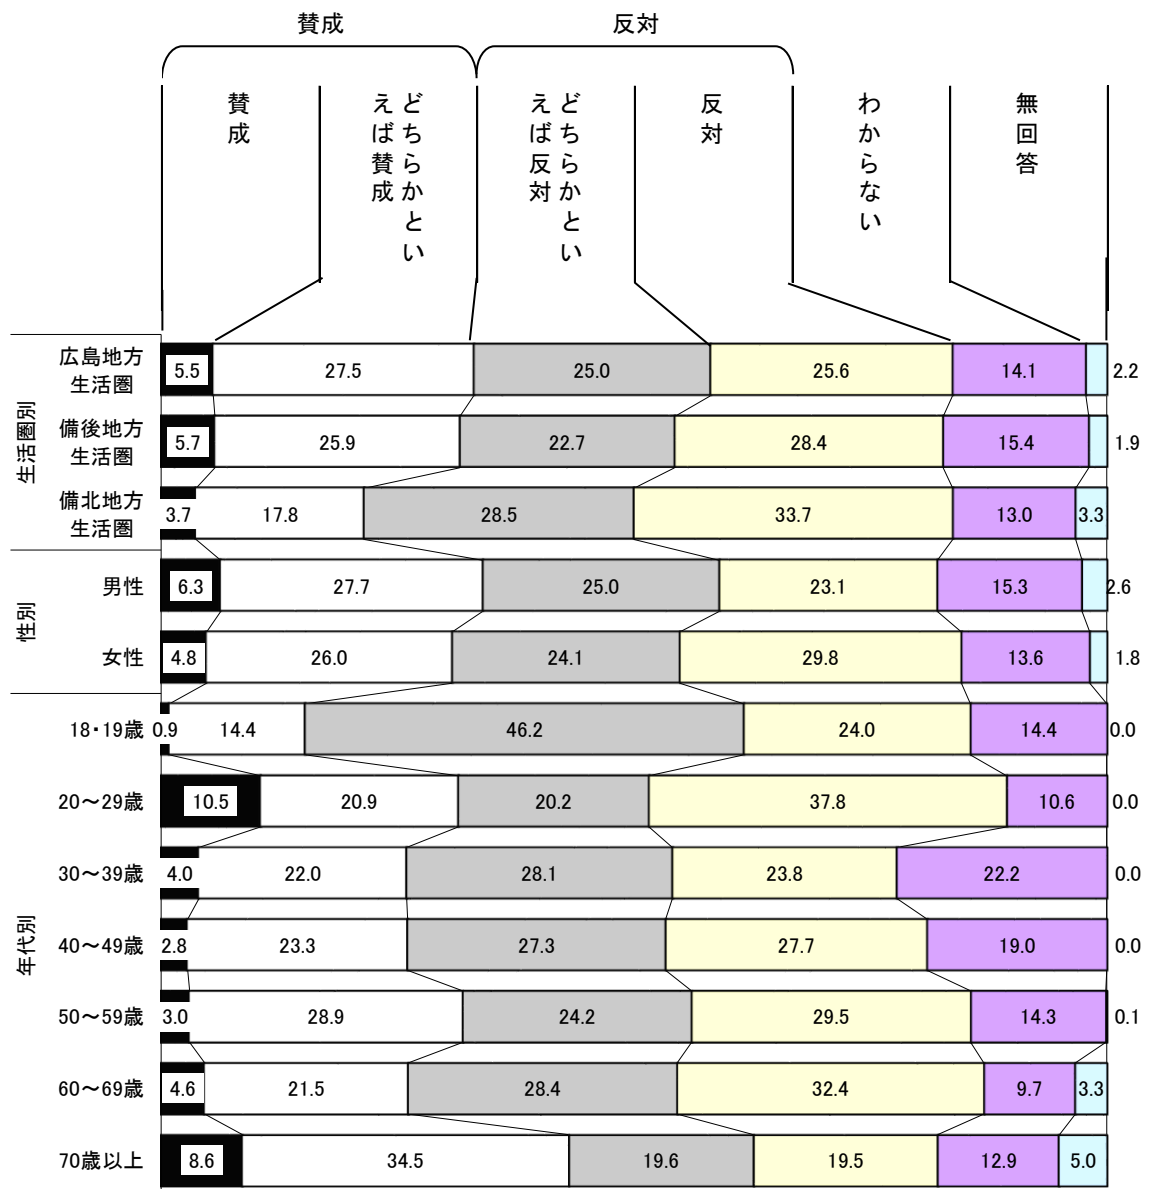 賛成 反対
賛成
どちらかとい
えば賛成
どちらかとい
えば反対
反対
わからない
無回答
生活圏別
広島地方
生活圏
5.5 27.5 25.0 25.6 14.1 2.2
備後地方
生活圏
5.7 25.9 22.7 28.4 15.4 1.9
備北地方
生活圏
3.7 17.8 28.5 33.7 13.0 3.3
性別
男性 6.3 27.7 25.0 23.1 15.3 2.6
女性 4.8 26.0 24.1 29.8 13.6 1.8
年代別
18・19歳 0.9 14.4 46.2 24.0 14.4 0.0
20～29歳 10.5 20.9 20.2 37.8 10.6 0.0
30～39歳 4.0 22.0 28.1 23.8 22.2 0.0
40～49歳 2.8 23.3 27.3 27.7 19.0 0.0
50～59歳 3.0 28.9 24.2 29.5 14.3 0.1
60～69歳 4.6 21.5 28.4 32.4 9.7 3.3
70歳以上 8.6 34.5 19.6 19.5 12.9 5.0